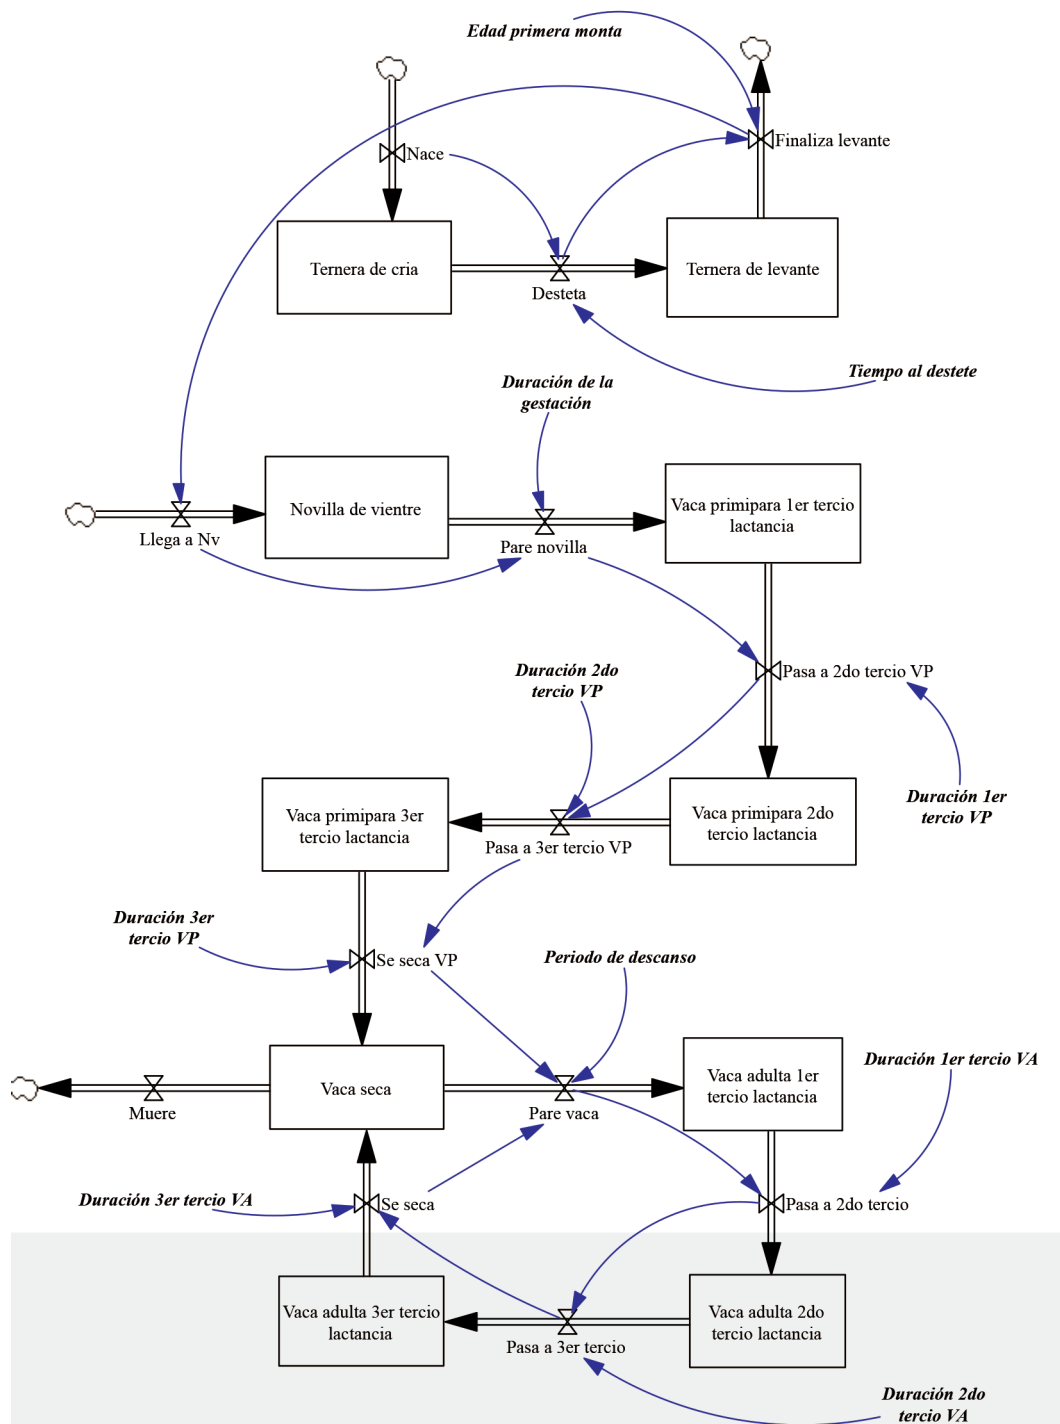 Edad primera monta
Finaliza levante
Nace
Ternera de cria
Ternera de levante
Desteta
Tiempo al destete
Duración de la
gestación
Novilla de vientre
Vaca primipara 1er tercio
lactancia
Llega a Nv
Pare novilla
Duración 2do
tercio VP
Pasa a 2do tercio VP
Duración 1er
tercio VP
Vaca primipara 3er
tercio lactancia
Vaca primipara 2do
tercio lactancia
Pasa a 3er tercio VP
Duración 3er
tercio VP
Se seca VP
Periodo de descanso
Vaca seca
Vaca adulta 1er
tercio lactancia
Duración 1er tercio VA
Muere
Pare vaca
Duración 3er tercio VA
Se seca
Pasa a 2do tercio
Vaca adulta 3er tercio
lactancia
Vaca adulta 2do
tercio lactancia
Pasa a 3er tercio
Duración 2do
tercio VA